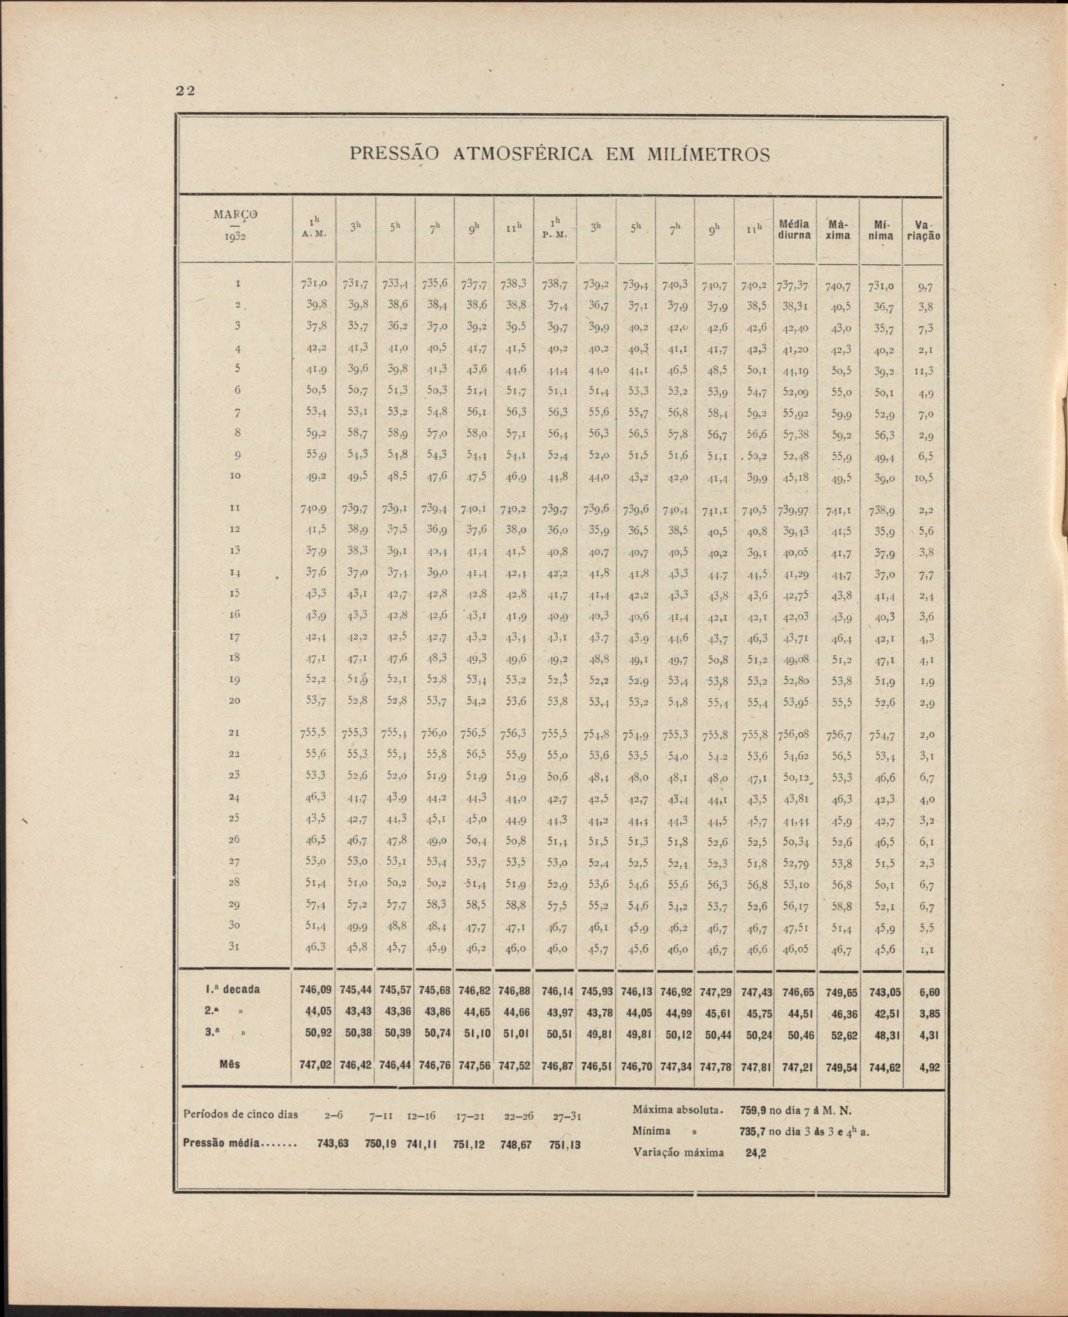 22
PRESSÃO ATMOSFÉRICA EM MILÍMETROS
MARÇO — 1932 1h A. M. 3h 5h 7h 9h 11h 1h P. M. 3h 5h 7h 9h 11h Média diurna Máxima Mínima Variação
1 731,0 731,7 733,4 735,6 737,7 738,3 738,7 739,2 739,4 740,3 740,7 740,2 737,37 740,7 731,0 9,7
2 39,8 39,8 38,6 38,4 38,6 38,8 37,4 36,7 37,1 37,9 37,9 38,5 38,31 40,5 36,7 3,8
3 37,8 35,7 36,2 37,0 39,2 39,5 39,7 39,9 40,2 42,0 42,6 42,6 42,40 43,0 35,7 7,3
4 42,2 41,3 41,0 40,5 41,7 41,5 40,2 40,2 40,3 41,1 41,7 42,3 41,20 42,3 40,2 2,1
5 41,9 39,6 39,8 41,3 43,6 44,6 44,4 44,0 44,1 46,5 48,5 50,1 44,19 50,5 39,2 11,3
6 50,5 50,7 51,3 50,3 51,4 51,7 51,1 51,4 53,3 53,2 53,9 54,7 52,09 55,0 50,1 4,9
7 53,4 53,1 53,2 54,8 56,1 56,3 56,3 55,6 55,7 56,8 58,4 59,2 55,92 59,9 52,9 7,0
8 59,2 58,7 58,9 57,0 58,0 57,1 56,4 56,3 56,5 57,8 56,7 56,6 57,38 59,2 56,3 2,9
9 55,9 54,3 54,8 54,3 54,4 54,1 52,4 52,0 51,5 51,6 51,1 50,2 52,48 55,9 49,4 6,5
10 49,2 49,5 48,5 47,6 47,5 46,9 44,8 44,0 43,2 42,0 41,4 39,9 45,18 49,5 39,0 10,5
11 740,9 739,7 739,1 739,4 740,1 740,2 739,7 739,6 739,6 740,4 741,1 740,5 739,97 741,1 738,9 2,2
12 41,5 38,9 37,5 36,9 37,6 38,0 36,0 35,9 36,5 38,5 40,5 40,8 39,43 41,5 35,9 5,6
13 37,9 38,3 39,1 40,4 41,4 41,5 40,8 40,7 40,7 40,5 40,2 39,1 40,05 41,7 37,9 3,8
14 37,6 37,0 37,4 39,0 41,4 42,4 42,2 41,8 41,8 43,3 44,7 44,5 41,29 44,7 37,0 7,7
15 43,3 43,1 42,7 42,8 42,8 42,8 41,7 41,4 42,2 43,3 43,8 43,6 42,75 43,8 41,4 2,4
16 43,9 43,3 42,8 42,6 43,1 41,9 40,9 40,3 40,6 41,4 42,1 42,1 42,03 43,9 40,3 3,6
17 42,4 42,2 42,5 42,7 43,2 43,4 43,1 43,7 43,9 44,6 43,7 46,3 43,71 46,4 42,1 4,3
18 47,1 47,1 47,6 48,3 49,3 49,6 49,2 48,8 49,1 49,7 50,8 51,2 49,08 51,2 47,1 4,1
19 52,2 51,9 52,1 52,8 53,4 53,2 52,3 52,2 52,9 53,4 53,8 53,2 52,80 53,8 51,9 1,9
20 53,7 52,8 52,8 53,7 54,2 53,6 53,8 53,4 53,2 54,8 55,4 55,4 53,95 55,5 52,6 2,9
21 755,5 755,3 755,4 756,0 756,5 756,3 755,5 754,8 754,9 755,3 755,8 755,8 756,08 756,7 754,7 2,0
22 55,6 55,3 55,4 55,8 56,5 55,9 55,0 53,6 53,5 54,0 54,2 53,6 54,62 56,5 53,4 3,1
23 53,3 52,6 52,0 51,9 51,9 51,9 50,6 48,4 48,0 48,1 48,0 47,1 50,12 53,3 46,6 6,7
24 46,3 44,7 43,9 44,2 44,3 44,0 42,7 42,5 42,7 43,4 44,1 43,5 43,81 46,3 42,3 4,0
25 43,5 42,7 44,3 45,1 45,0 44,9 44,3 44,2 44,4 44,3 44,5 45,7 44,44 45,9 42,7 3,2
26 46,5 46,7 47,8 49,0 50,4 50,8 51,4 51,5 51,3 51,8 52,6 52,5 50,34 52,6 46,5 6,1
27 53,0 53,0 53,1 53,4 53,7 53,5 53,0 52,4 52,5 52,4 52,3 51,8 52,79 53,8 51,5 2,3
28 51,4 51,0 50,2 50,2 51,4 51,9 52,9 53,6 54,6 55,6 56,3 56,8 53,10 56,8 50,1 6,7
29 57,4 57,2 57,7 58,3 58,5 58,8 57,5 55,2 54,6 54,2 53,7 52,6 56,17 58,8 52,1 6,7
30 51,4 49,9 48,8 48,4 47,7 47,1 46,7 46,1 45,9 46,2 46,7 46,7 47,51 51,4 45,9 5,5
31 46,3 45,8 45,7 45,9 46,2 46,0 46,0 45,7 45,6 46,0 46,7 46,6 46,05 46,7 45,6 1,1
1.ª decada 746,09 745,44 745,57 745,68 746,82 746,88 746,14 745,93 746,13 746,92 747,29 747,43 746,65 749,65 743,05 6,60
2.ª » 44,05 43,43 43,36 43,86 44,65 44,66 43,97 43,78 44,05 44,99 45,61 45,75 44,51 46,36 42,51 3,85
3.ª » 50,92 50,38 50,39 50,74 51,10 51,01 50,51 49,81 49,81 50,12 50,44 50,24 50,46 52,62 48,31 4,31
Mês 747,02 746,42 746,44 746,76 747,56 747,52 746,87 746,51 746,70 747,34 747,78 747,81 747,21 749,54 744,62 4,92
Períodos de cinco dias 2–6 7–11 12–16 17–21 22–26 27–31
Pressão média....... 743,63 750,19 741,11 751,12 748,67 751,13
Máxima absoluta. 759,9 no dia 7 á M. N.
Mínima » 735,7 no dia 3 ás 3 e 4h a.
Variação máxima 24,2